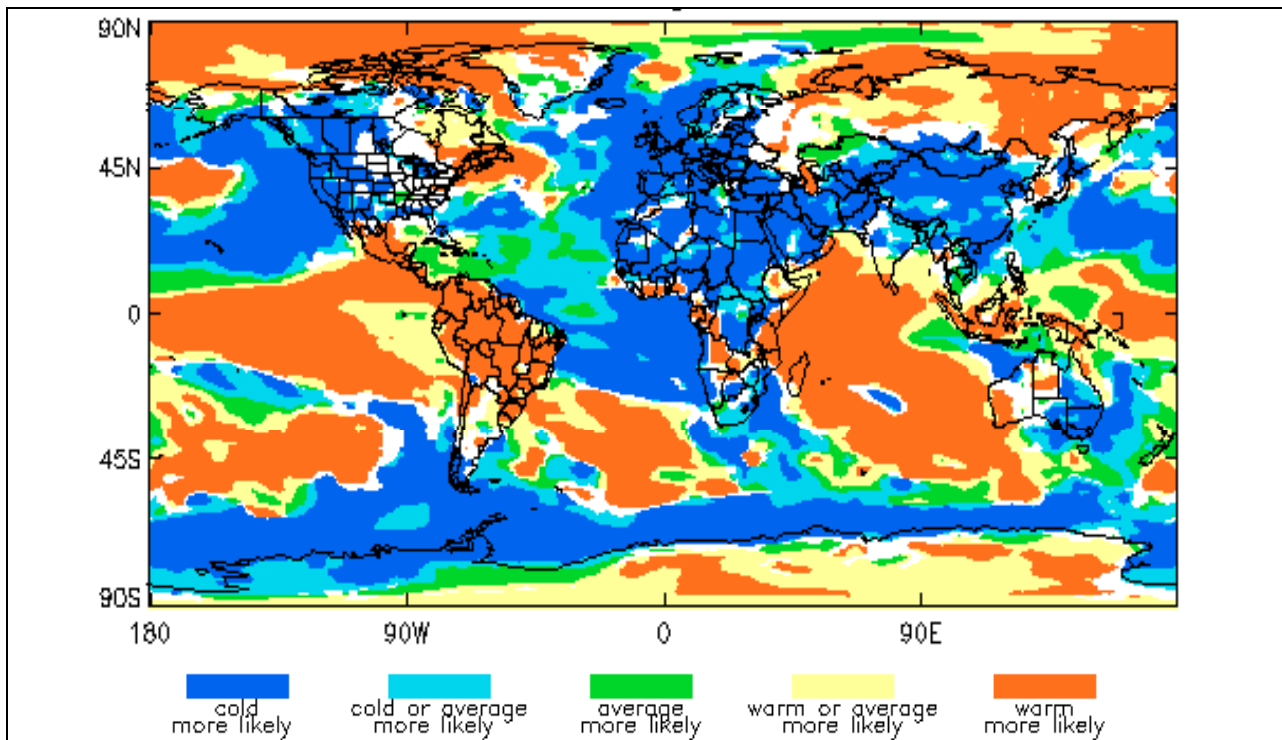 90N
45N
0
45S
90S
180 90W 0 90E
cold cold or average average warm or average warm
more likely more likely more likely more likely more likely